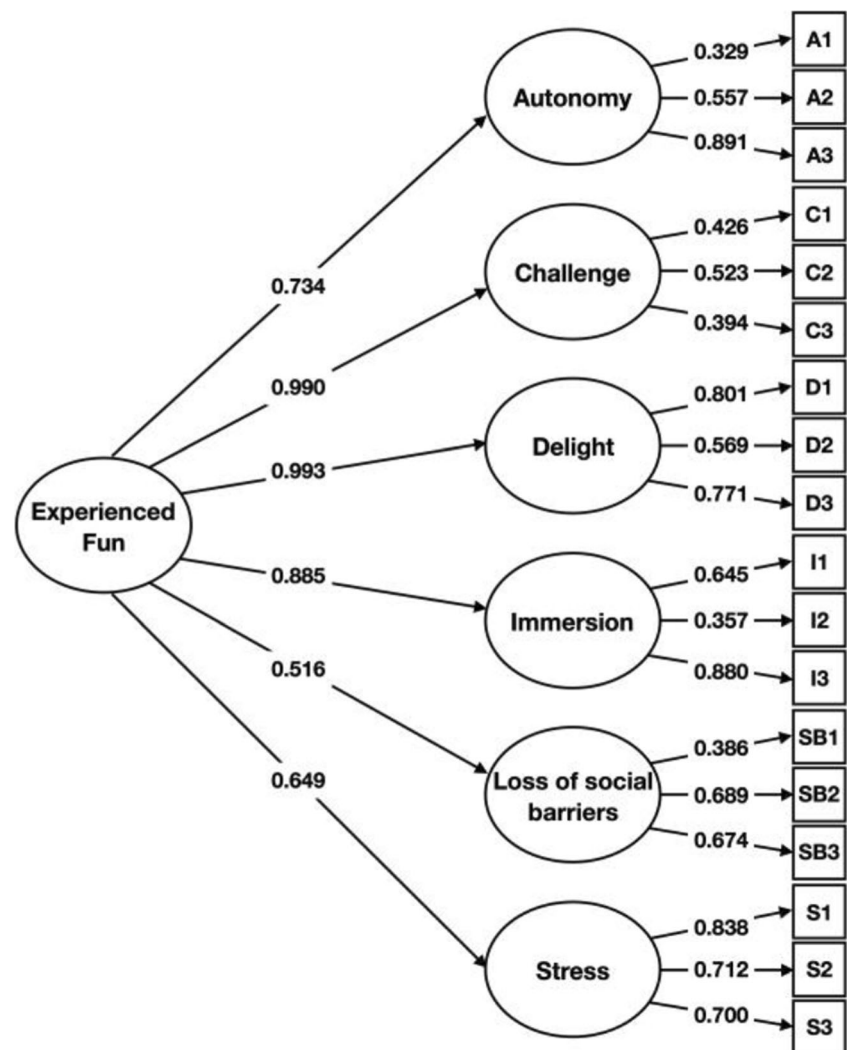 0.329
A1
Autonomy
0.557
A2
0.891
A3
0.734
0.426
C1
Challenge
0.523
C2
0.394
C3
0.990
0.801
D1
Delight
0.569
D2
0.771
D3
0.993
Experienced
Fun
0.645
I1
Immersion
0.357
I2
0.880
I3
0.885
0.386
SB1
Loss of social
barriers
0.689
SB2
0.674
SB3
0.516
0.838
S1
Stress
0.712
S2
0.700
S3
0.649